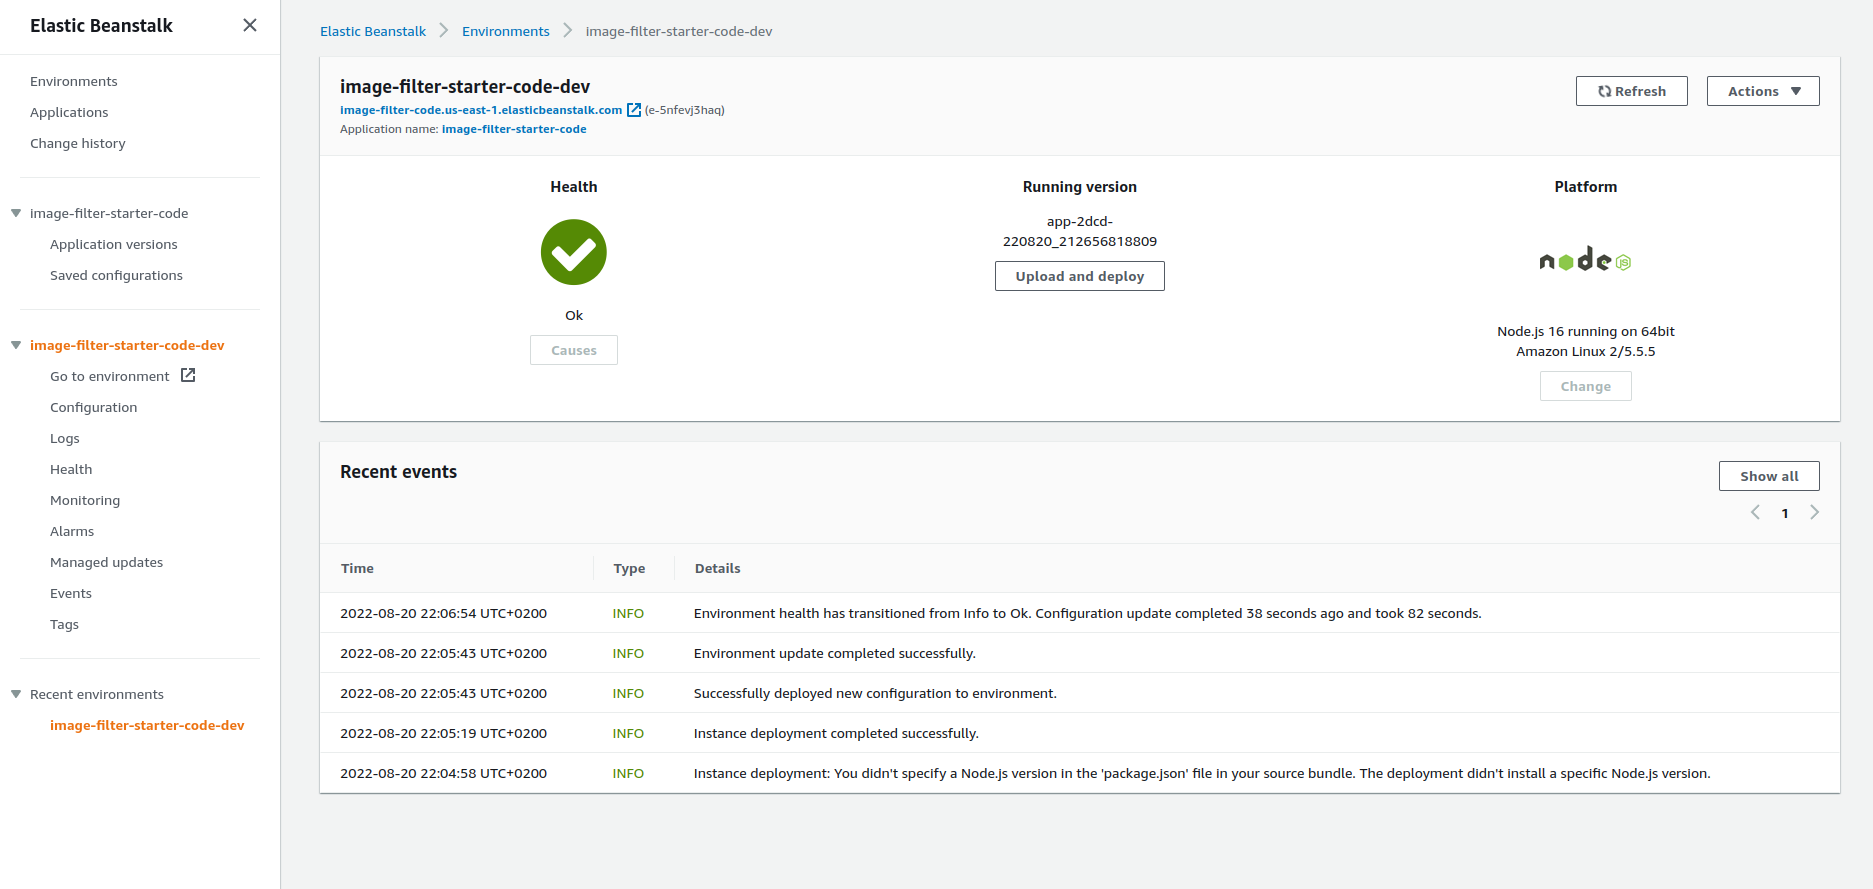 Elastic Beanstalk
Environments
Applications
Change history
image-filter-starter-code
Application versions
Saved configurations
image-filter-starter-code-dev
Go to environment
Configuration
Logs
Health
Monitoring
Alarms
Managed updates
Events
Tags
Recent environments
image-filter-starter-code-dev
Elastic Beanstalk Environments image-filter-starter-code-dev
image-filter-starter-code-dev
image-filter-code.us-east-1.elasticbeanstalk.com (e-5nfevj3haq)
Application name: image-filter-starter-code
Refresh
Actions
Health
Ok
Causes
Running version
app-2dcd-
220820_212656818809
Upload and deploy
Platform
node JS
Node.js 16 running on 64bit
Amazon Linux 2/5.5.5
Change
Recent events
Show all
1
Time Type Details
2022-08-20 22:06:54 UTC+0200 INFO Environment health has transitioned from Info to Ok. Configuration update completed 38 seconds ago and took 82 seconds.
2022-08-20 22:05:43 UTC+0200 INFO Environment update completed successfully.
2022-08-20 22:05:43 UTC+0200 INFO Successfully deployed new configuration to environment.
2022-08-20 22:05:19 UTC+0200 INFO Instance deployment completed successfully.
2022-08-20 22:04:58 UTC+0200 INFO Instance deployment: You didn't specify a Node.js version in the 'package.json' file in your source bundle. The deployment didn't install a specific Node.js version.